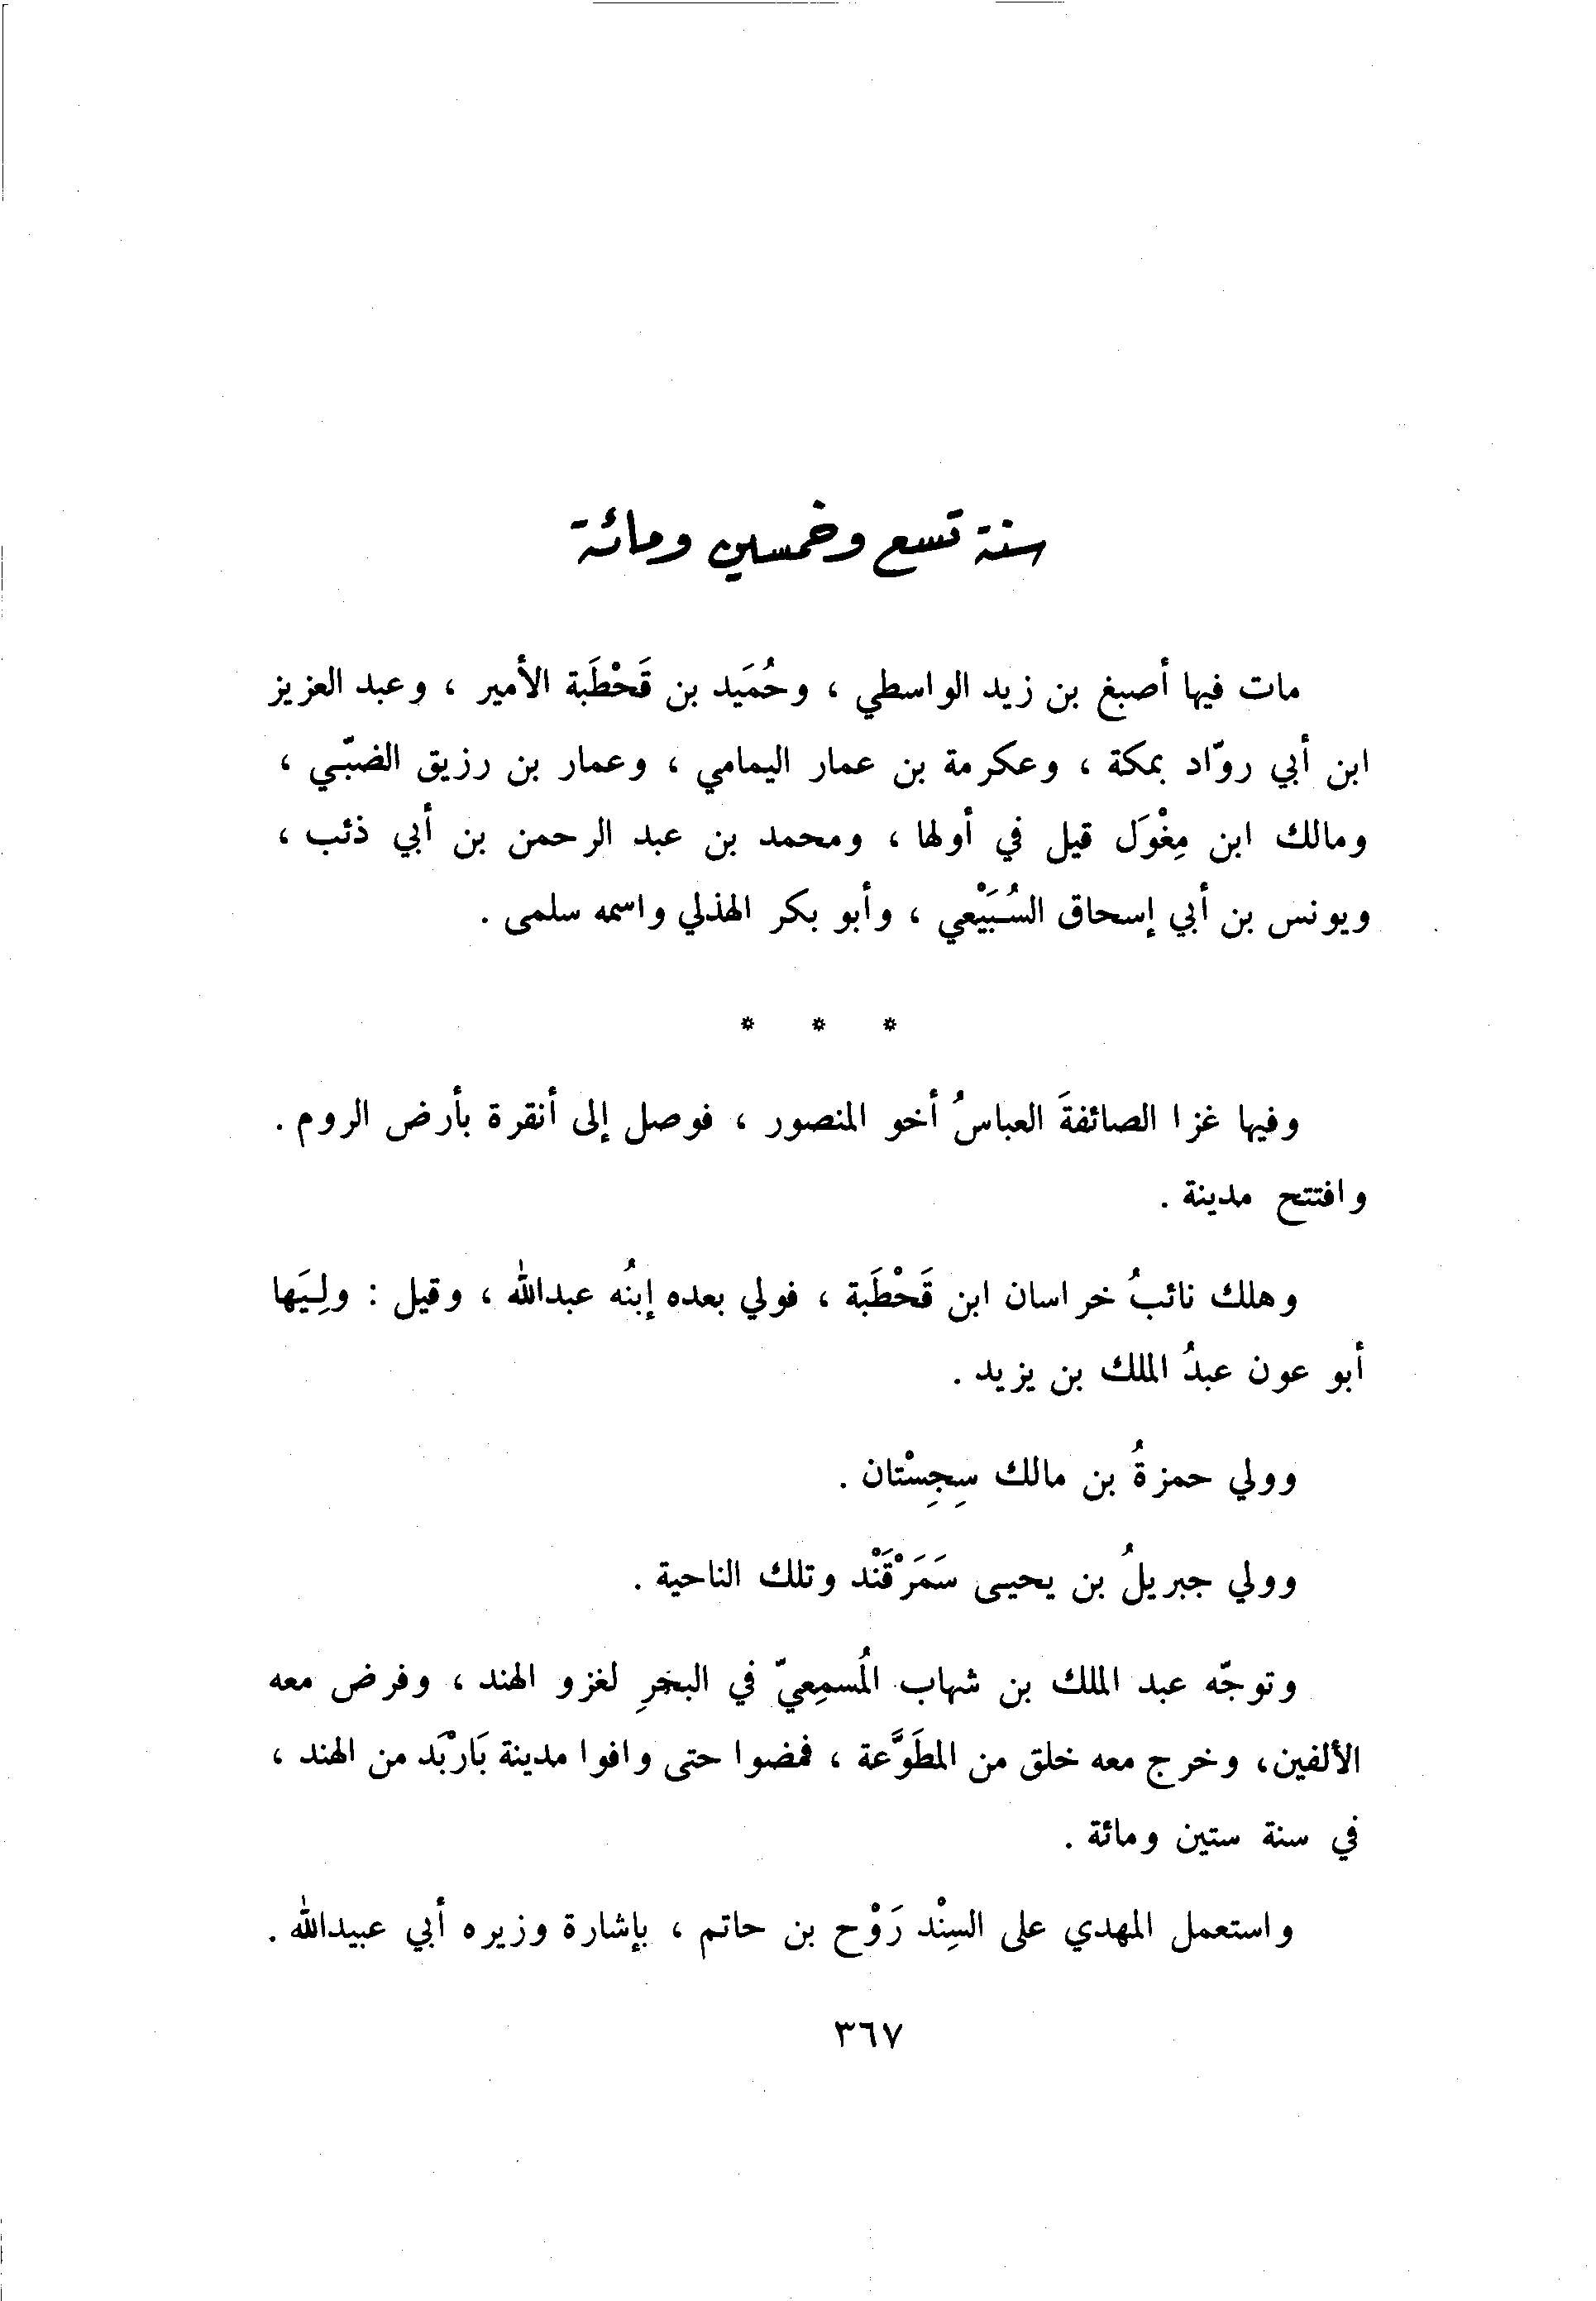 سنة تسع وخمسين ومائة
مات فيها أصبغ بن زيد الواسطي ، وحُمَيد بن قَحْطَبة الأمير ، وعبد العزيز
ابن أبي روّاد بمكة ، وعكرمة بن عمار اليمامي ، وعمار بن رزيق الضبّي ،
ومالك ابن مِغْوَل قيل في أولها ، ومحمد بن عبد الرحمن بن أبي ذئب ،
ويونس بن أبي إسحاق السُبَيْعي ، وأبو بكر الهذلي واسمه سلمى .
* * *
وفيها غزا الصائفةَ العباسُ أخو المنصور ، فوصل إلى أنقرة بأرض الروم .
وافتتح مدينة .
وهلك نائبُ خراسان ابن قَحْطَبة ، فولي بعده إبنُه عبدالله ، وقيل : ولِيَها
أبو عون عبدُ الملك بن يزيد .
وولي حمزةُ بن مالك سِجِسْتان .
وولي جبريلُ بن يحيى سَمَرْقَنْد وتلك الناحية .
وتوجّه عبد الملك بن شهاب المُسمِعيّ في البحرِ لغزو الهند ، وفرض معه
الألفين، وخرج معه خلق من المطَوَّعة ، فمضوا حتى وافوا مدينة بَارْبَد من الهند ،
في سنة ستين ومائة .
واستعمل المهدي على السِنْد رَوْح بن حاتم ، بإشارة وزيره أبي عبيدالله .
٣٦٧